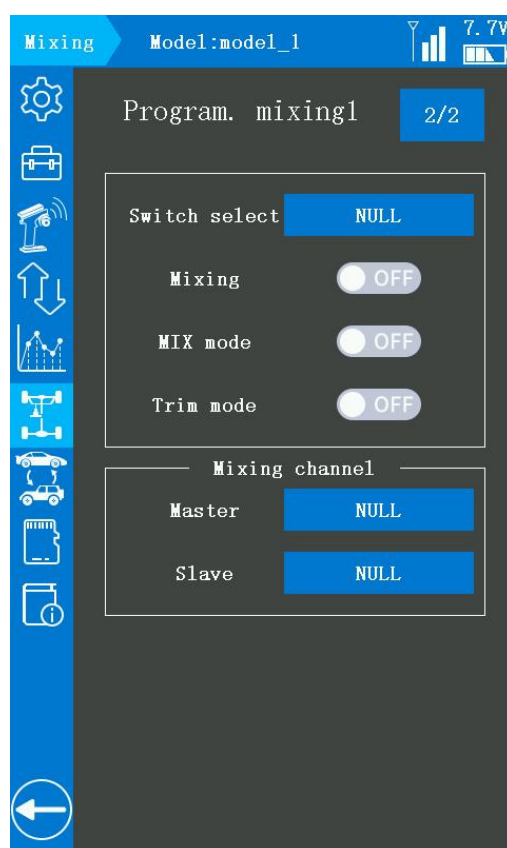 Mixing Model:model_1 7.7V
Program. mixing1 2/2
Switch select NULL
Mixing OFF
MIX mode OFF
Trim mode OFF
Mixing channel
Master NULL
Slave NULL